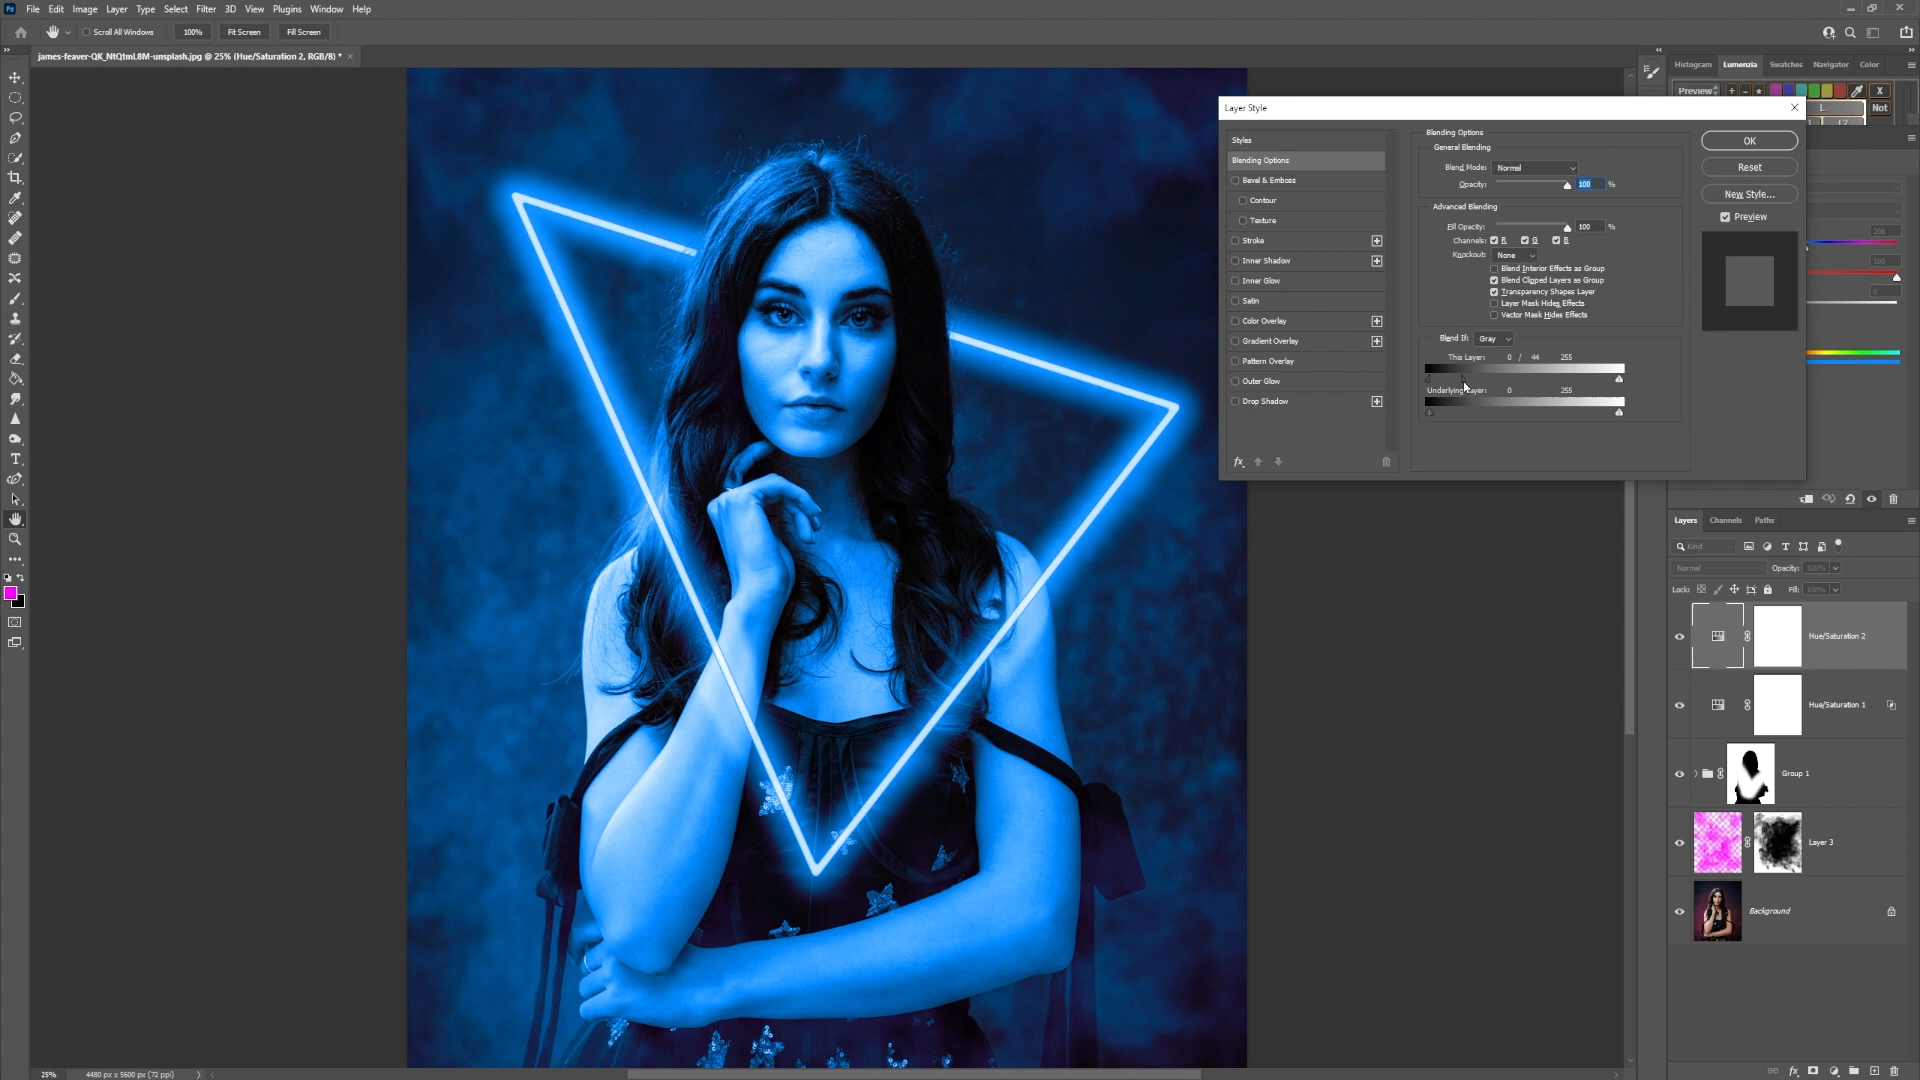 Ps File Edit Image Layer Type Select Filter 3D View Plugins Window Help
Scroll All Windows 100% Fit Screen Fill Screen
james-feaver-QK_NtQtmL8M-unsplash.jpg @ 25% (Hue/Saturation 2, RGB/8) *
Histogram Lumenzia Swatches Navigator Color
Preview + - * X
L Not
Layer Style
Styles
Blending Options
Bevel & Emboss
Contour
Texture
Stroke
Inner Shadow
Inner Glow
Satin
Color Overlay
Gradient Overlay
Pattern Overlay
Outer Glow
Drop Shadow
fx
Blending Options
General Blending
Blend Mode: Normal
Opacity: 100 %
Advanced Blending
Fill Opacity: 100 %
Channels: R G B
Knockout: None
Blend Interior Effects as Group
Blend Clipped Layers as Group
Transparency Shapes Layer
Layer Mask Hides Effects
Vector Mask Hides Effects
Blend If: Gray
This Layer: 0 / 44 255
Underlying Layer: 0 255
OK
Reset
New Style...
Preview
Layers Channels Paths
Kind
Normal Opacity: 100%
Lock: Fill: 100%
Hue/Saturation 2
Hue/Saturation 1
Group 1
Layer 3
Background
25% 4480 px x 5600 px (72 ppi)
fx